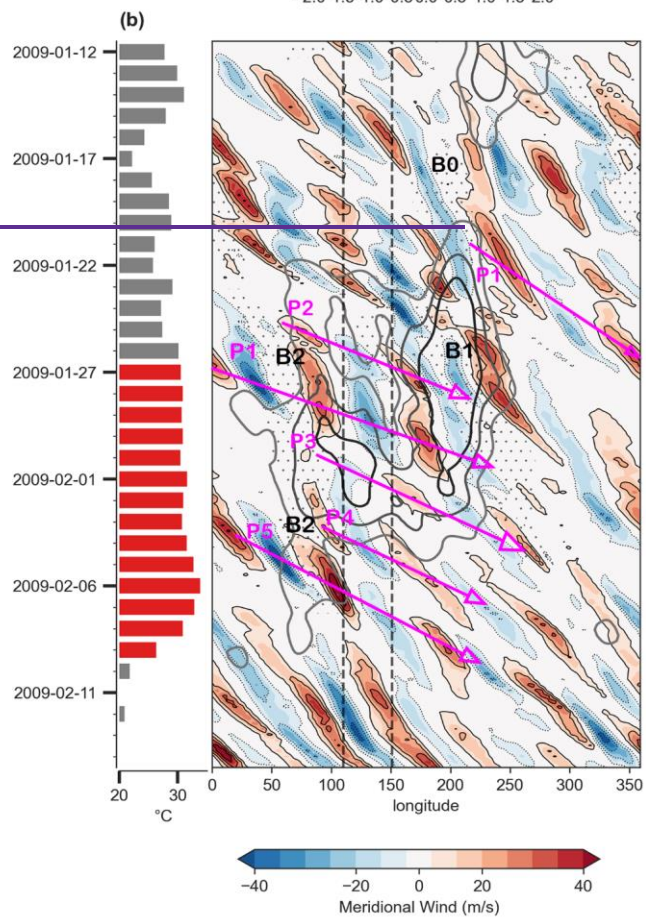 (b)
2009-01-12
2009-01-17
2009-01-22
2009-01-27
2009-02-01
2009-02-06
2009-02-11
20 30
°C
B0
P1
P2
P1
B2
B1
P3
B2
P4
P5
0 50 100 150 200 250 300 350
longitude
−40 −20 0 20 40
Meridional Wind (m/s)